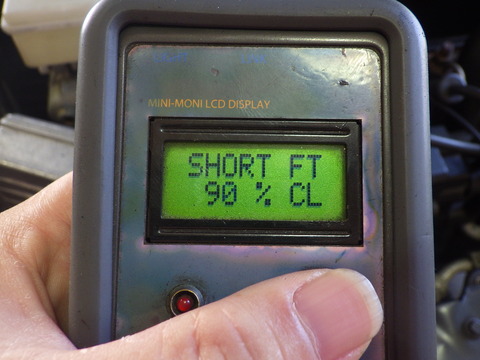 MINI-MONI LCD DISPLAY
SHORT FT
90 % CL